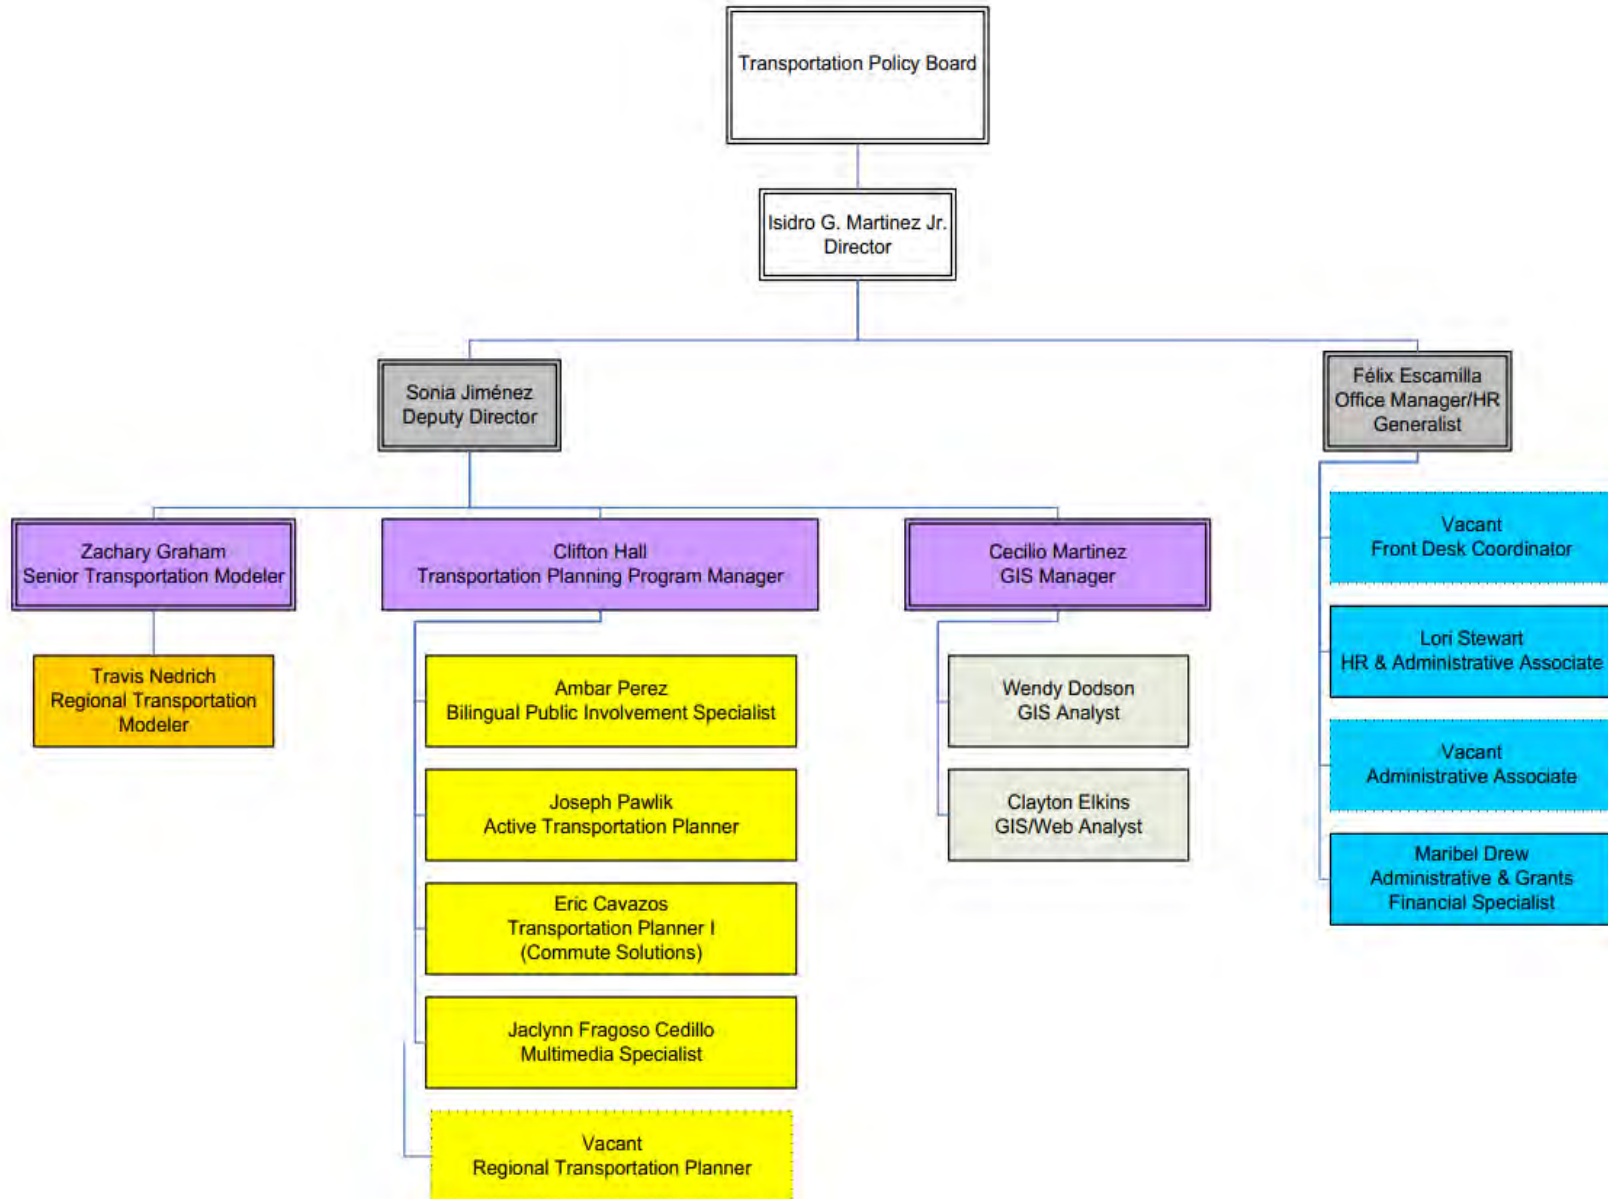 Transportation Policy Board
Isidro G. Martinez Jr.
Director
Sonia Jiménez
Deputy Director
Félix Escamilla
Office Manager/HR
Generalist
Zachary Graham
Senior Transportation Modeler
Clifton Hall
Transportation Planning Program Manager
Cecilio Martinez
GIS Manager
Travis Nedrich
Regional Transportation
Modeler
Ambar Perez
Bilingual Public Involvement Specialist
Joseph Pawlik
Active Transportation Planner
Eric Cavazos
Transportation Planner I
(Commute Solutions)
Jaclynn Fragoso Cedillo
Multimedia Specialist
Vacant
Regional Transportation Planner
Wendy Dodson
GIS Analyst
Clayton Elkins
GIS/Web Analyst
Vacant
Front Desk Coordinator
Lori Stewart
HR & Administrative Associate
Vacant
Administrative Associate
Maribel Drew
Administrative & Grants
Financial Specialist